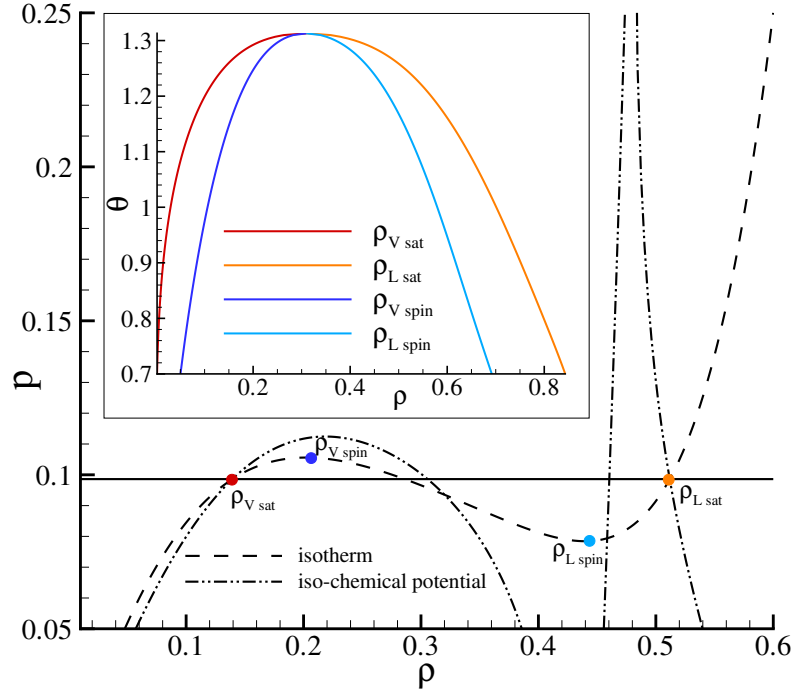 0.25
0.2
0.15
0.1
0.05
p
1.3
1.2
1.1
1
0.9
0.8
0.7
θ
ρV sat
ρL sat
ρV spin
ρL spin
0.2 0.4 0.6 0.8
ρ
ρV spin
ρV sat
ρL sat
ρL spin
isotherm
iso-chemical potential
0.1 0.2 0.3 0.4 0.5 0.6
ρ